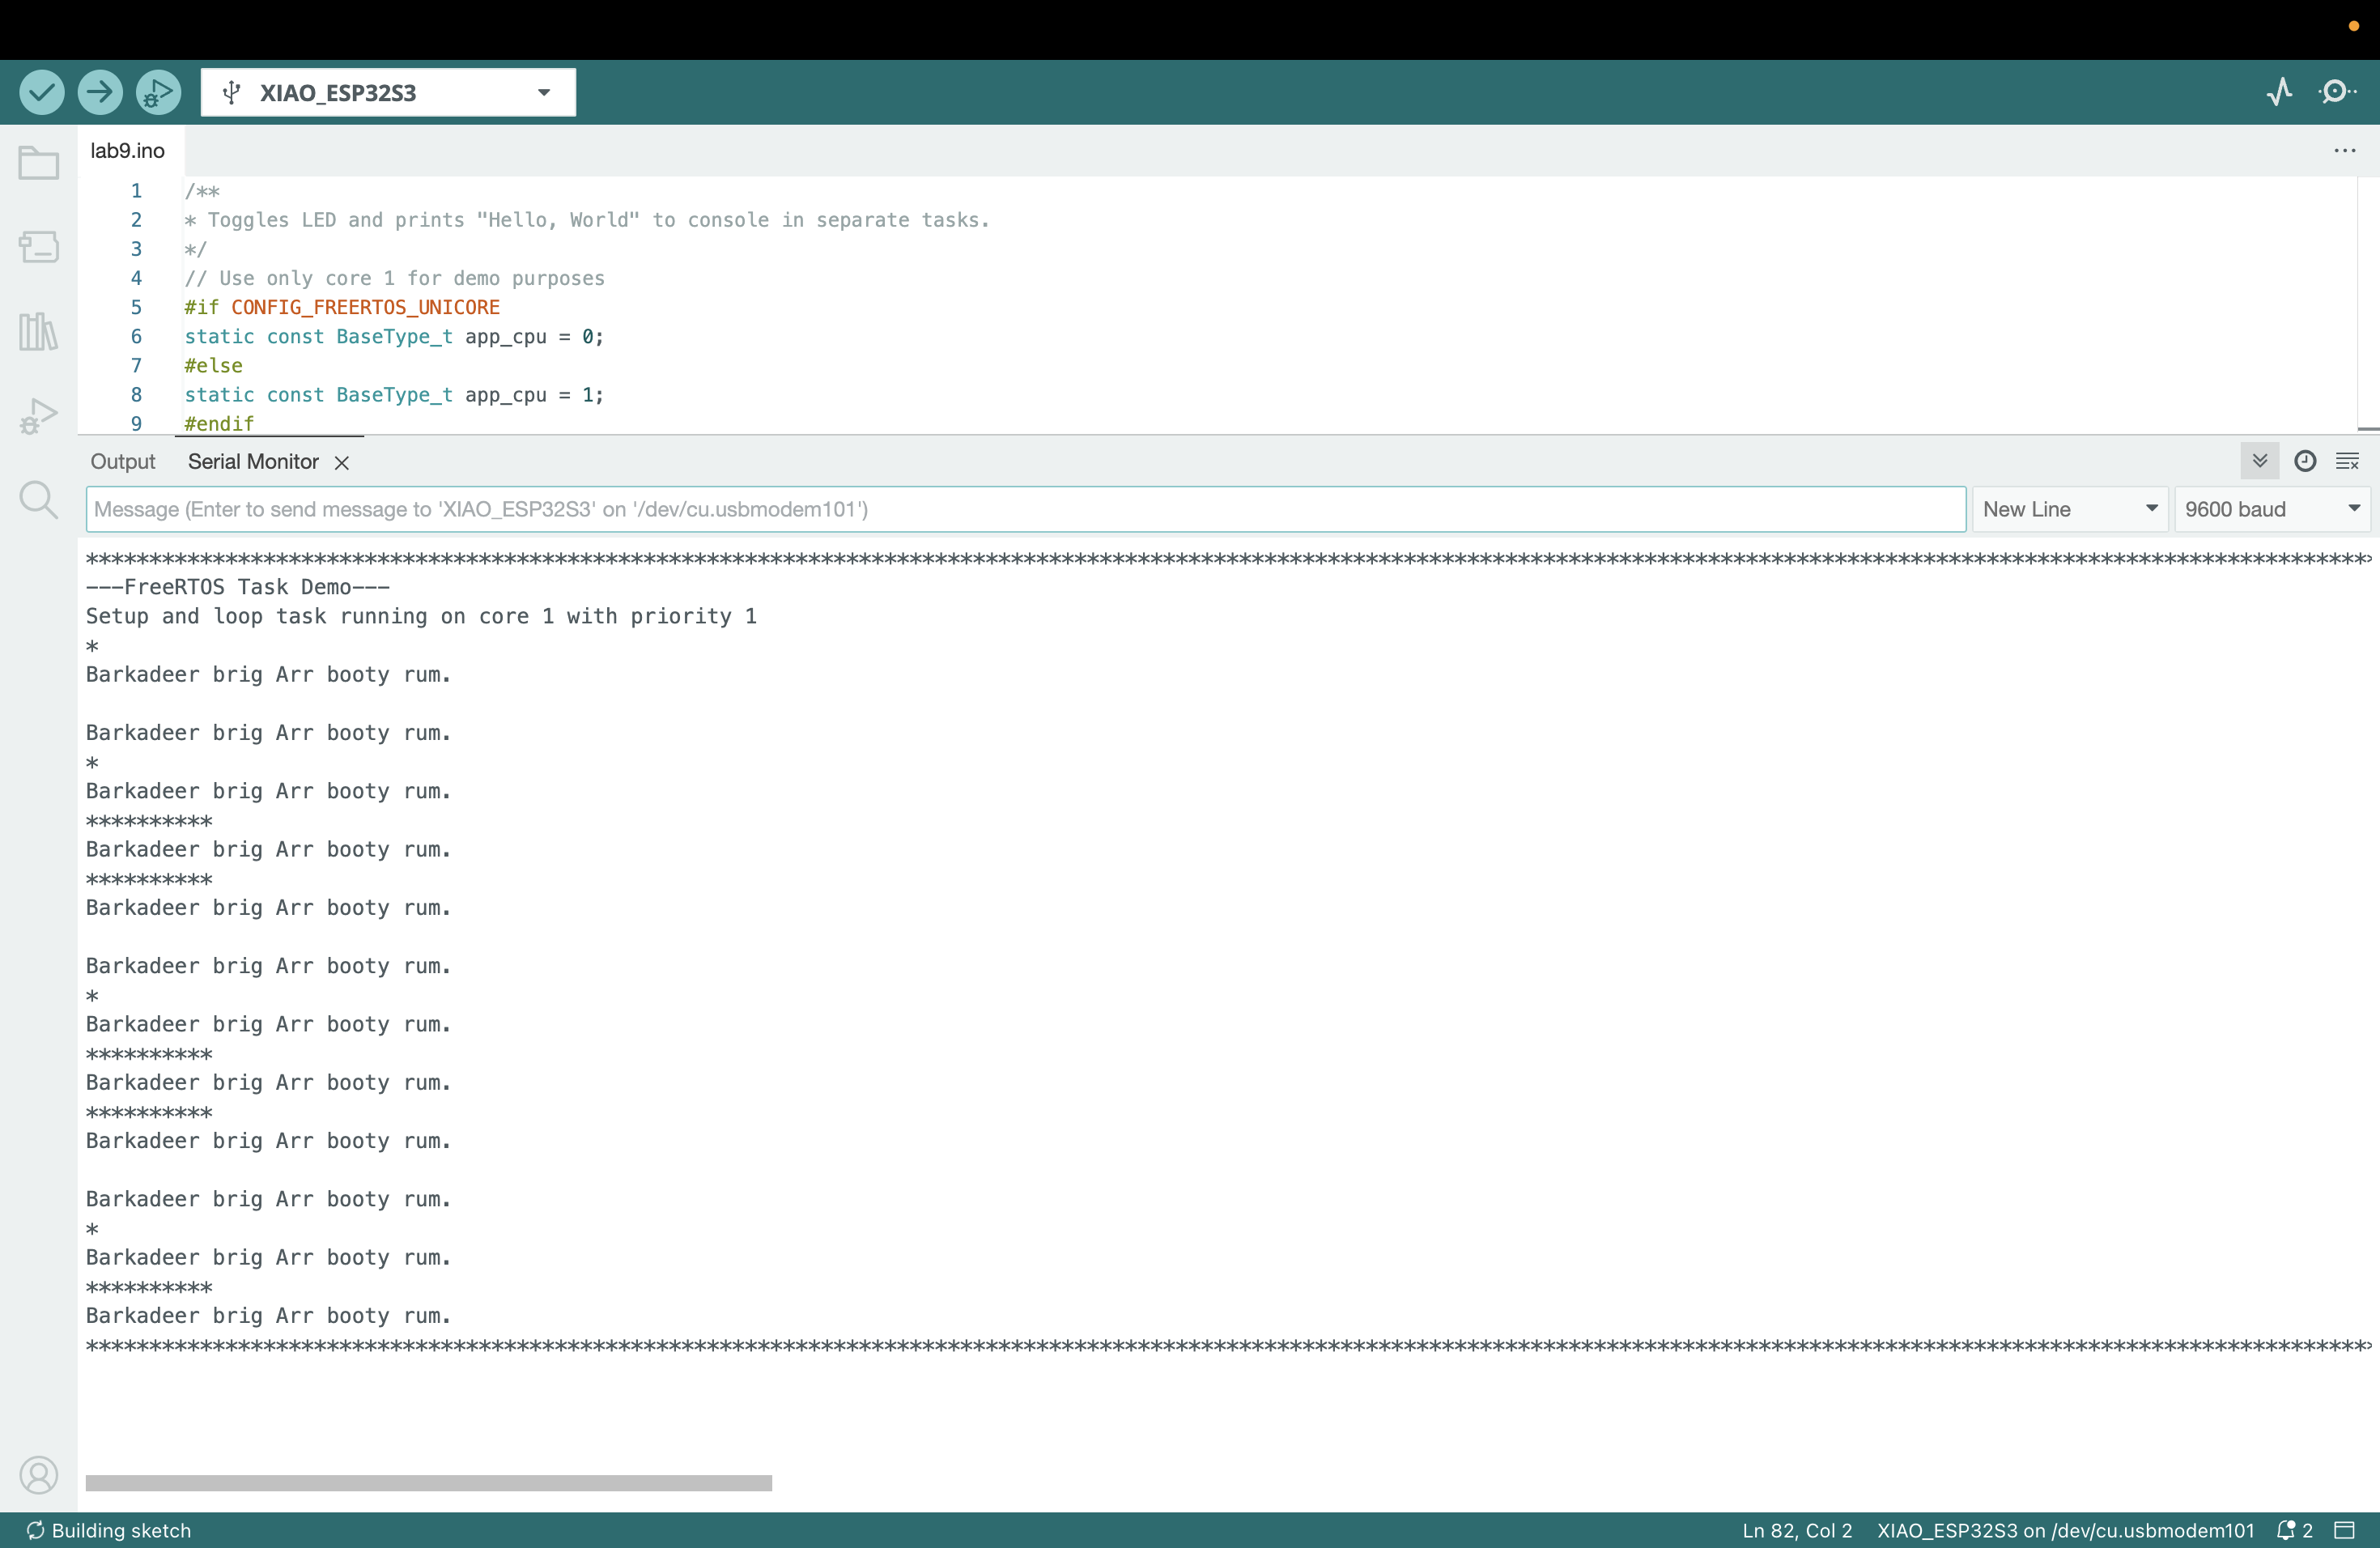 XIAO_ESP32S3
lab9.ino
1 /**
2 * Toggles LED and prints "Hello, World" to console in separate tasks.
3 */
4 // Use only core 1 for demo purposes
5 #if CONFIG_FREERTOS_UNICORE
6 static const BaseType_t app_cpu = 0;
7 #else
8 static const BaseType_t app_cpu = 1;
9 #endif
Output Serial Monitor
Message (Enter to send message to 'XIAO_ESP32S3' on '/dev/cu.usbmodem101') New Line 9600 baud
************************************************************************************************************************************************************************************
---FreeRTOS Task Demo---
Setup and loop task running on core 1 with priority 1
*
Barkadeer brig Arr booty rum.
Barkadeer brig Arr booty rum.
*
Barkadeer brig Arr booty rum.
**********
Barkadeer brig Arr booty rum.
**********
Barkadeer brig Arr booty rum.
Barkadeer brig Arr booty rum.
*
Barkadeer brig Arr booty rum.
**********
Barkadeer brig Arr booty rum.
**********
Barkadeer brig Arr booty rum.
Barkadeer brig Arr booty rum.
*
Barkadeer brig Arr booty rum.
**********
Barkadeer brig Arr booty rum.
************************************************************************************************************************************************************************************
Building sketch Ln 82, Col 2 XIAO_ESP32S3 on /dev/cu.usbmodem101 2